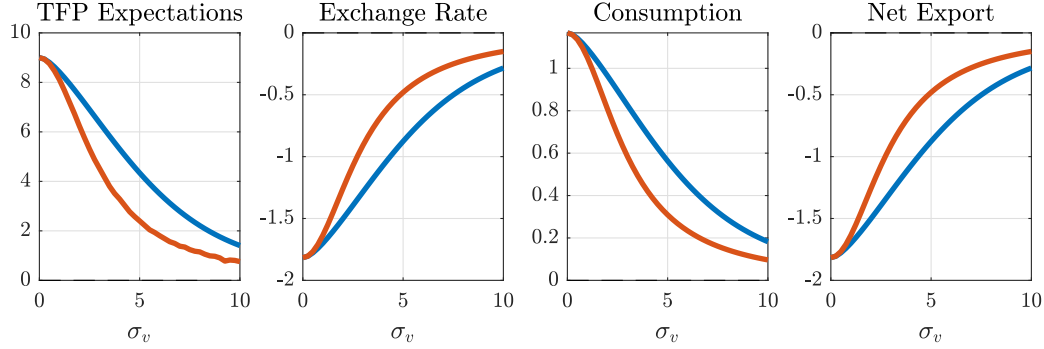 TFP Expectations
10
8
6
4
2
0
0 5 10
σ_v
Exchange Rate
0
-0.5
-1
-1.5
-2
0 5 10
σ_v
Consumption
1
0.8
0.6
0.4
0.2
0
0 5 10
σ_v
Net Export
0
-0.5
-1
-1.5
-2
0 5 10
σ_v